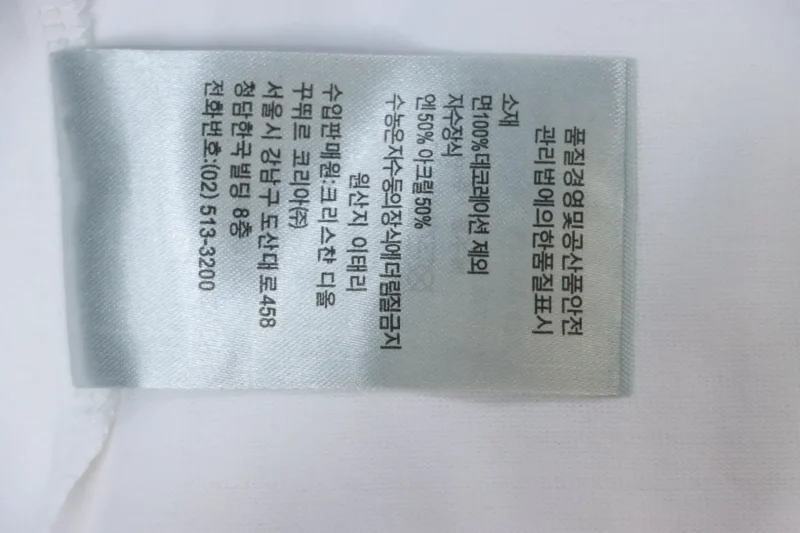 품질경영및공산품안전
관리법에의한품질표시
소재
면100% 데코레이션 제외
자수장식
엔50% 아크릴50%
수놓은자수등의장식에더림질금지
원산지 이태리
수입판매원:크리스챤 디올
꾸뛰르 코리아(주)
서울시 강남구 도산대로458
청담한국빌딩 8층
전화번호:(02) 513-3200